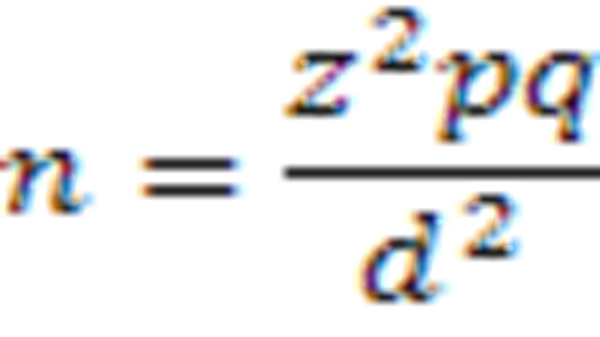 n = z²pq / d²